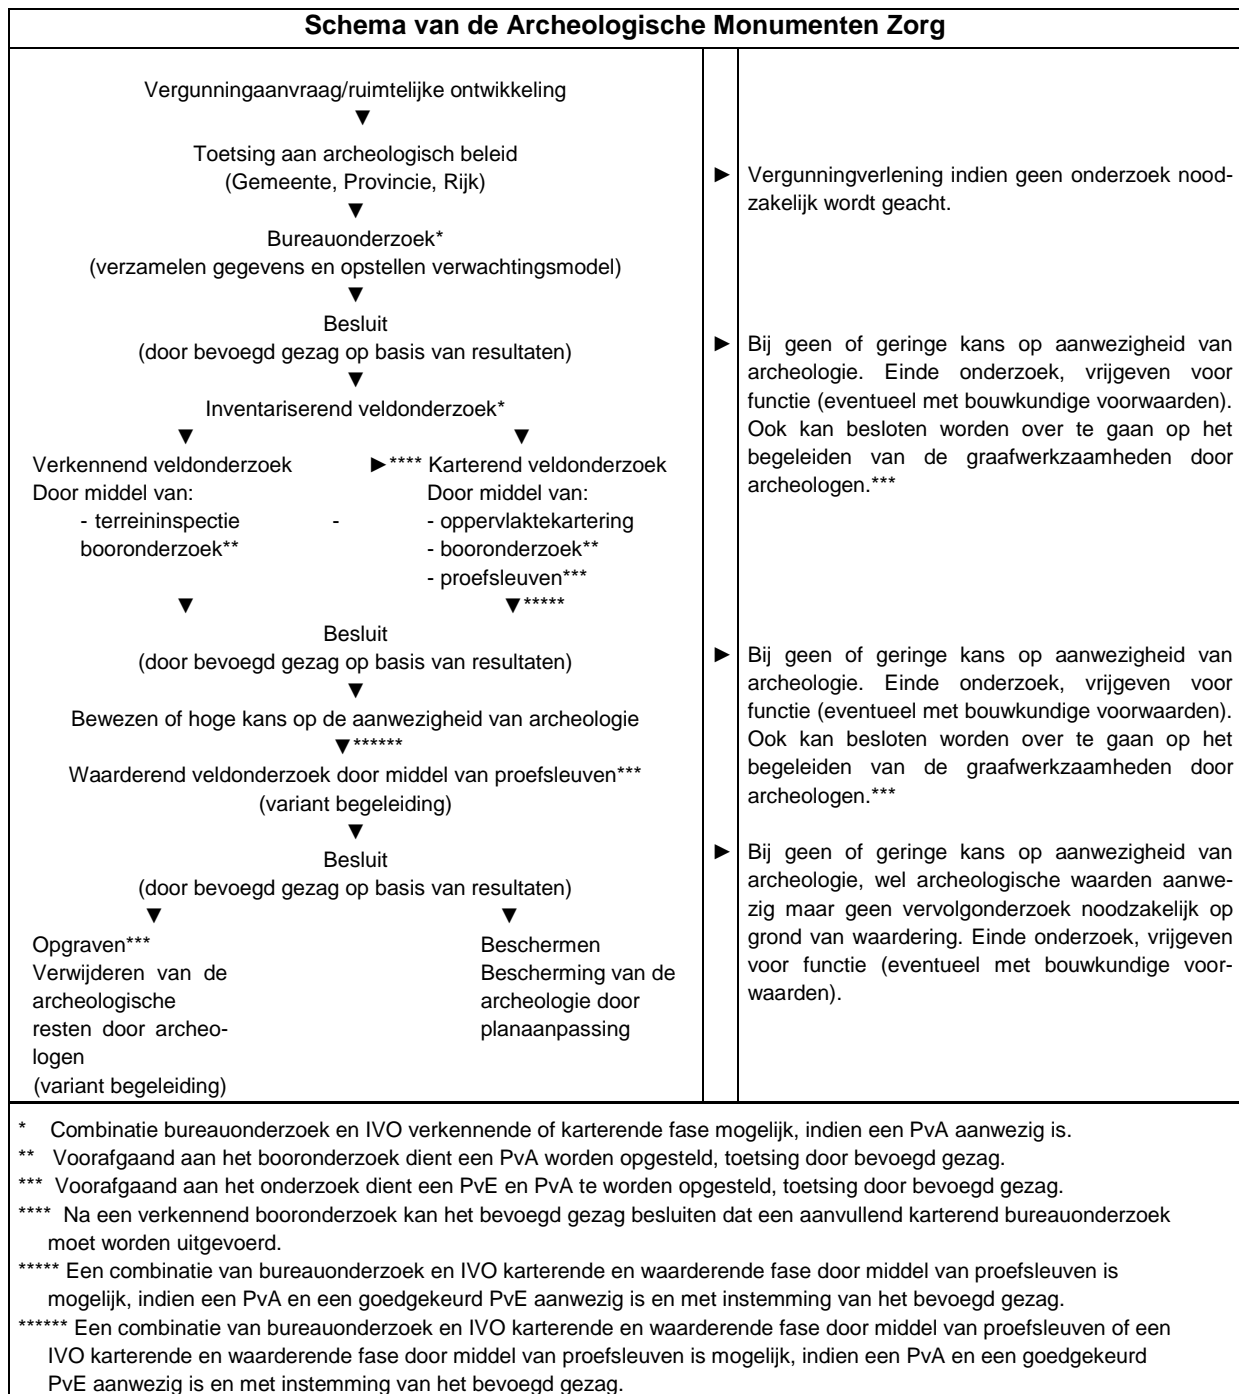 Schema van de Archeologische Monumenten Zorg
Vergunningaanvraag/ruimtelijke ontwikkeling
▼
Toetsing aan archeologisch beleid
(Gemeente, Provincie, Rijk)
▼
Bureauonderzoek*
(verzamelen gegevens en opstellen verwachtingsmodel)
▼
Besluit
(door bevoegd gezag op basis van resultaten)
▼
Inventariserend veldonderzoek*
▼ ▼
Verkennend veldonderzoek ►**** Karterend veldonderzoek
Door middel van: Door middel van:
- terreininspectie - - oppervlaktekartering
booronderzoek** - booronderzoek**
- proefsleuven***
▼ ▼*****
Besluit
(door bevoegd gezag op basis van resultaten)
▼
Bewezen of hoge kans op de aanwezigheid van archeologie
▼******
Waarderend veldonderzoek door middel van proefsleuven***
(variant begeleiding)
▼
Besluit
(door bevoegd gezag op basis van resultaten)
▼ ▼
Opgraven*** Beschermen
Verwijderen van de Bescherming van de
archeologische archeologie door
resten door archeo- planaanpassing
logen
(variant begeleiding)
► Vergunningverlening indien geen onderzoek nood-
zakelijk wordt geacht.
► Bij geen of geringe kans op aanwezigheid van
archeologie. Einde onderzoek, vrijgeven voor
functie (eventueel met bouwkundige voorwaarden).
Ook kan besloten worden over te gaan op het
begeleiden van de graafwerkzaamheden door
archeologen.***
► Bij geen of geringe kans op aanwezigheid van
archeologie. Einde onderzoek, vrijgeven voor
functie (eventueel met bouwkundige voorwaarden).
Ook kan besloten worden over te gaan op het
begeleiden van de graafwerkzaamheden door
archeologen.***
► Bij geen of geringe kans op aanwezigheid van
archeologie, wel archeologische waarden aanwe-
zig maar geen vervolgonderzoek noodzakelijk op
grond van waardering. Einde onderzoek, vrijgeven
voor functie (eventueel met bouwkundige voor-
waarden).
* Combinatie bureauonderzoek en IVO verkennende of karterende fase mogelijk, indien een PvA aanwezig is.
** Voorafgaand aan het booronderzoek dient een PvA worden opgesteld, toetsing door bevoegd gezag.
*** Voorafgaand aan het onderzoek dient een PvE en PvA te worden opgesteld, toetsing door bevoegd gezag.
**** Na een verkennend booronderzoek kan het bevoegd gezag besluiten dat een aanvullend karterend bureauonderzoek
moet worden uitgevoerd.
***** Een combinatie van bureauonderzoek en IVO karterende en waarderende fase door middel van proefsleuven is
mogelijk, indien een PvA en een goedgekeurd PvE aanwezig is en met instemming van het bevoegd gezag.
****** Een combinatie van bureauonderzoek en IVO karterende en waarderende fase door middel van proefsleuven of een
IVO karterende en waarderende fase door middel van proefsleuven is mogelijk, indien een PvA en een goedgekeurd
PvE aanwezig is en met instemming van het bevoegd gezag.